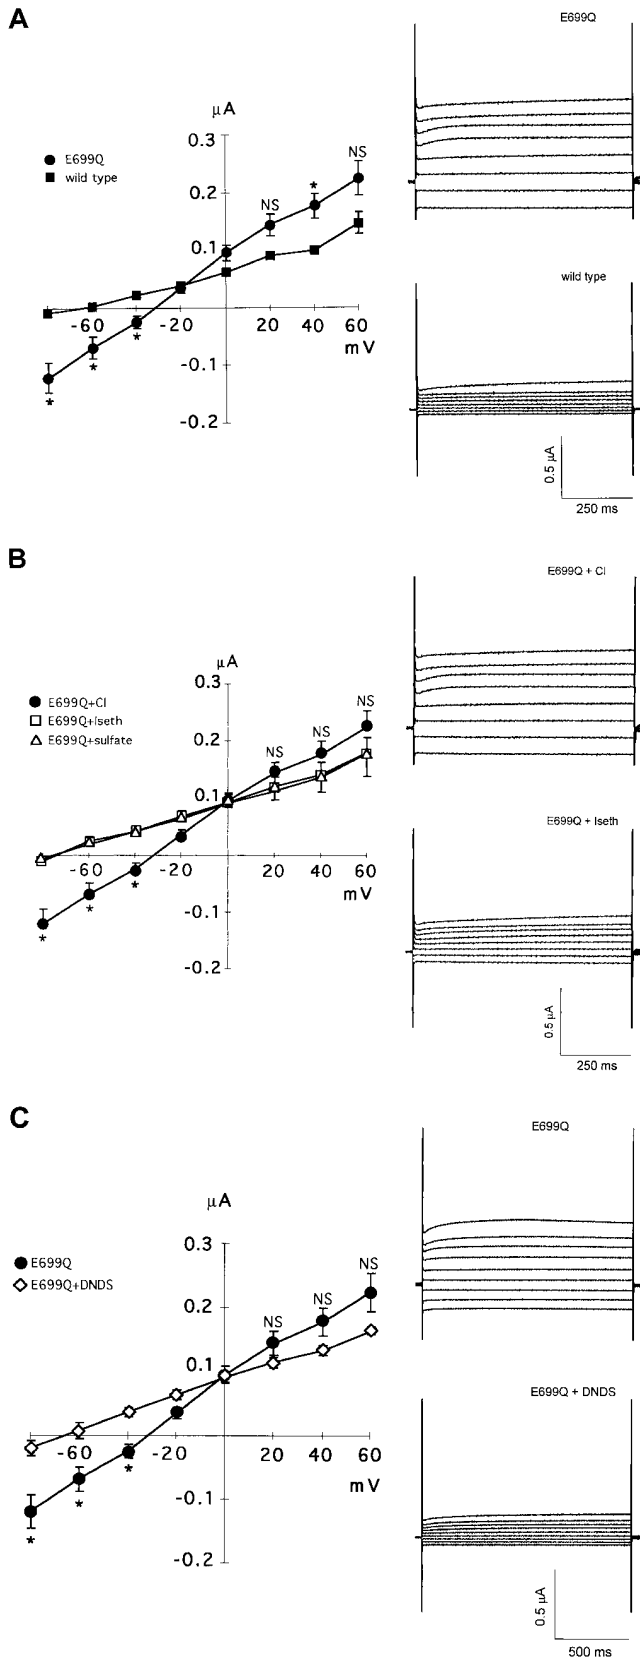 A
E699Q
µA
0.3
E699Q
wild type
NS
*
NS
0.2
0.1
-60
-20
20
40
60
mV
*
*
*
-0.1
-0.2
wild type
0.5 µA
250 ms
B
E699Q + Cl
µA
0.3
E699Q+Cl
E699Q+Iseth
E699Q+sulfate
NS
NS
NS
0.2
0.1
-60
-20
20
40
60
mV
*
*
*
-0.1
-0.2
E699Q + Iseth
0.5 µA
250 ms
C
E699Q
µA
0.3
E699Q
E699Q+DNDS
NS
NS
NS
0.2
0.1
-60
-20
20
40
60
mV
*
*
*
-0.1
-0.2
E699Q + DNDS
0.5 µA
500 ms